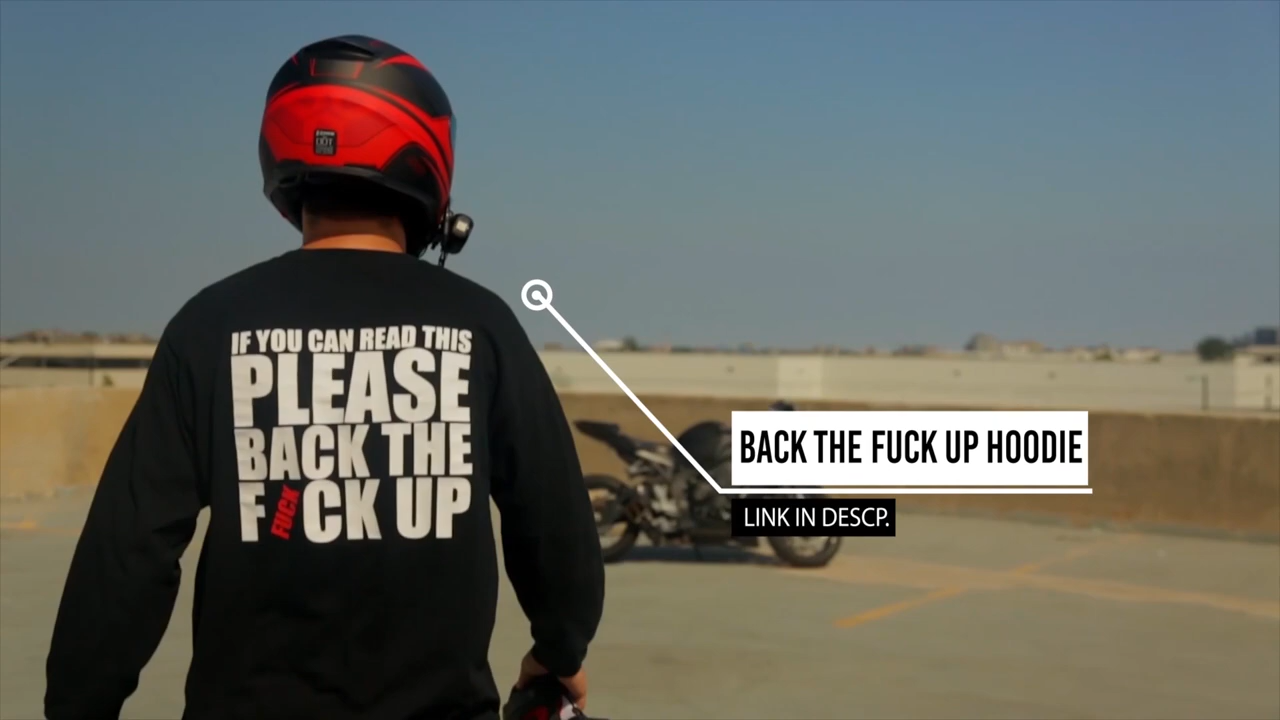 DOT
IF YOU CAN READ THIS
PLEASE
BACK THE
F FUCK CK UP
BACK THE FUCK UP HOODIE
LINK IN DESCP.